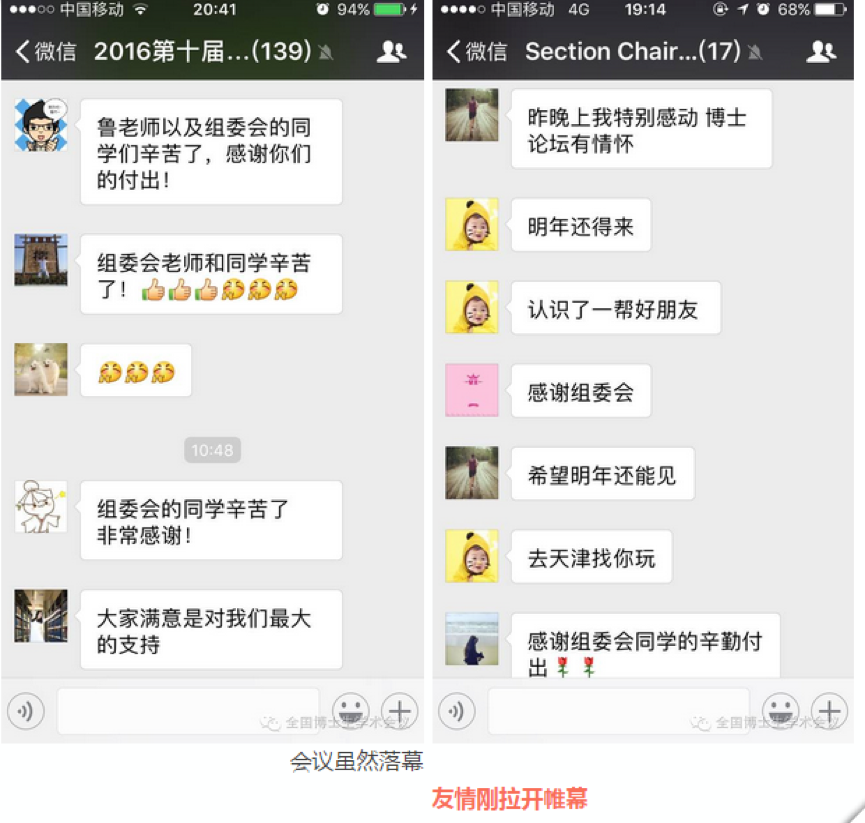 中国移动 20:41 94%
微信 2016第十届...(139)
鲁老师以及组委会的同
学们辛苦了，感谢你们
的付出！
组委会老师和同学辛苦
了！👍👍👍
10:48
组委会的同学辛苦了
非常感谢！
大家满意是对我们最大
的支持
全国博士生学术会议
中国移动 4G 19:14 68%
微信 Section Chair...(17)
昨晚上我特别感动 博士
论坛有情怀
明年还得来
认识了一帮好朋友
感谢组委会
希望明年还能见
去天津找你玩
感谢组委会同学的辛勤付
出🌹🌹
全国博士生学术会议
会议虽然落幕
友情刚拉开帷幕